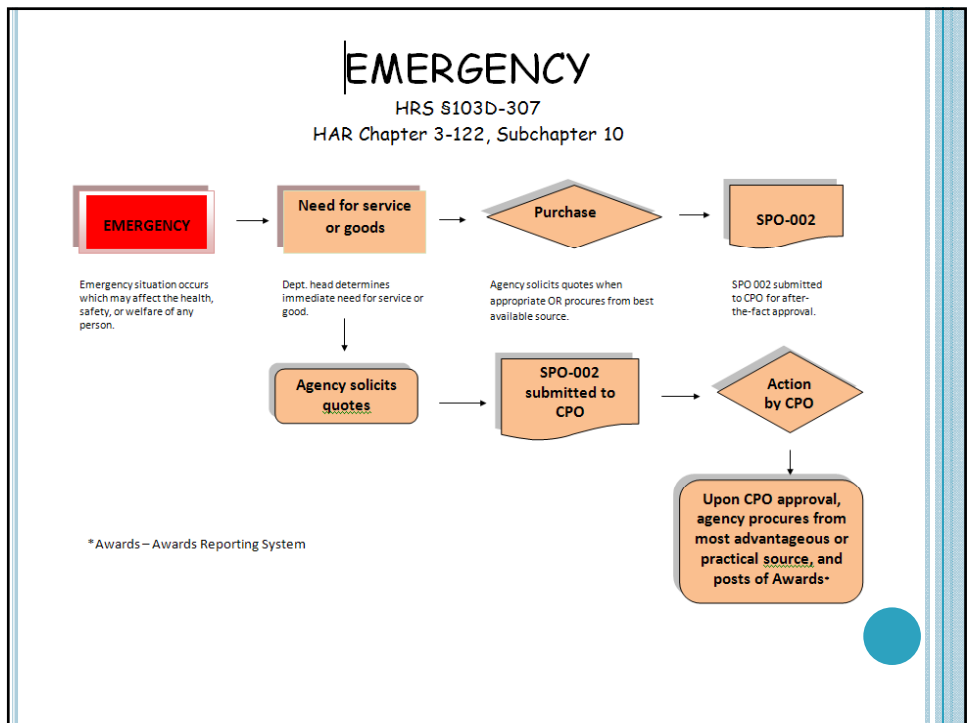 EMERGENCY
HRS §103D-307
HAR Chapter 3-122, Subchapter 10
EMERGENCY
Need for service
or goods
Purchase
SPO-002
Emergency situation occurs
which may affect the health,
safety, or welfare of any
person.
Dept. head determines
immediate need for service or
good.
Agency solicits quotes when
appropriate OR procures from best
available source.
SPO 002 submitted
to CPO for after-
the-fact approval.
Agency solicits
quotes
SPO-002
submitted to
CPO
Action
by CPO
Upon CPO approval,
agency procures from
most advantageous or
practical source, and
posts of Awards*
*Awards – Awards Reporting System